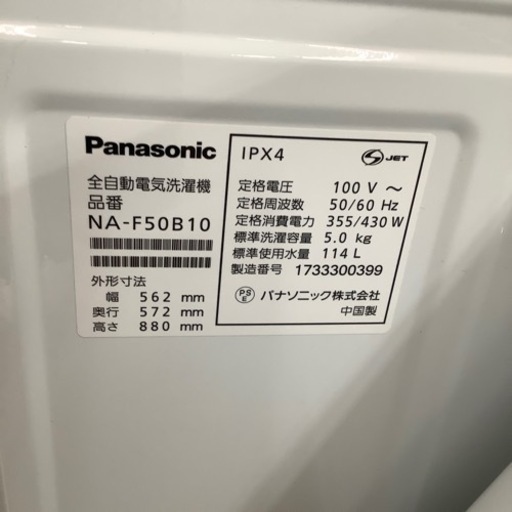 Panasonic
全自動電気洗濯機
品番
NA-F50B10
外形寸法
幅 562 mm
奥行 572 mm
高さ 880 mm
IPX4
S JET
定格電圧 100 V ～
定格周波数 50/60 Hz
定格消費電力 355/430 W
標準洗濯容量 5.0 kg
標準使用水量 114 L
製造番号 1733300399
PS E パナソニック株式会社
中国製